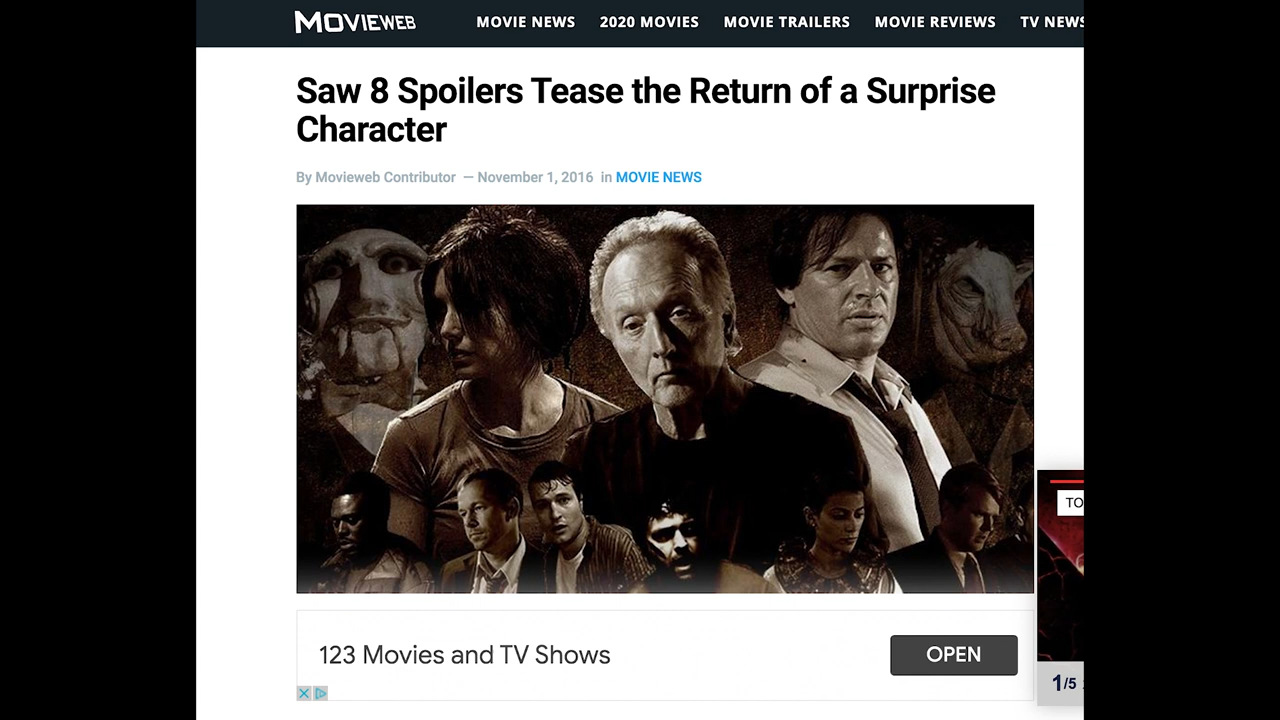 MOVIEWEB
MOVIE NEWS 2020 MOVIES MOVIE TRAILERS MOVIE REVIEWS TV NEWS
Saw 8 Spoilers Tease the Return of a Surprise
Character
By Movieweb Contributor — November 1, 2016 in MOVIE NEWS
TO
123 Movies and TV Shows
OPEN
1/5